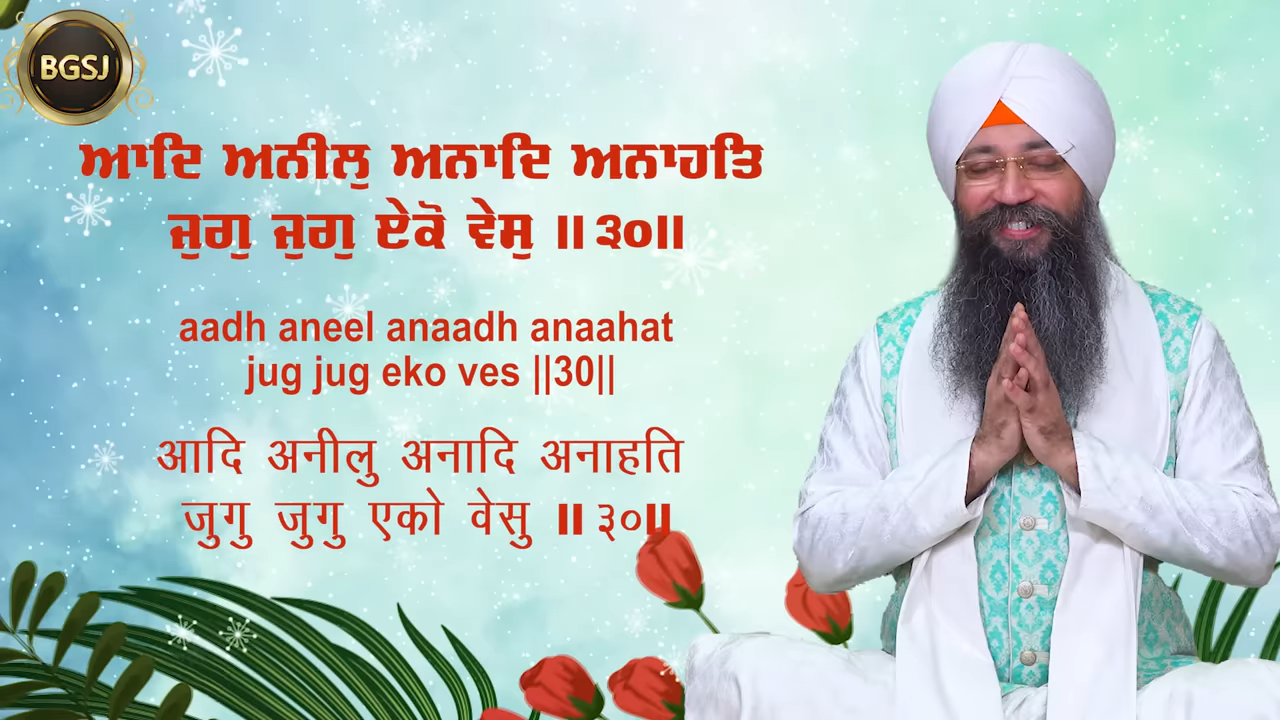 BGSJ
ਆਦਿ ਅਨੀਲੁ ਅਨਾਦਿ ਅਨਾਹਤਿ
ਜੁਗੁ ਜੁਗੁ ਏਕੋ ਵੇਸੁ ॥੩੦॥
aadh aneel anaadh anaahat
jug jug eko ves ||30||
आदि अनीलु अनादि अनाहति
जुगु जुगु एको वेसु ॥३०॥